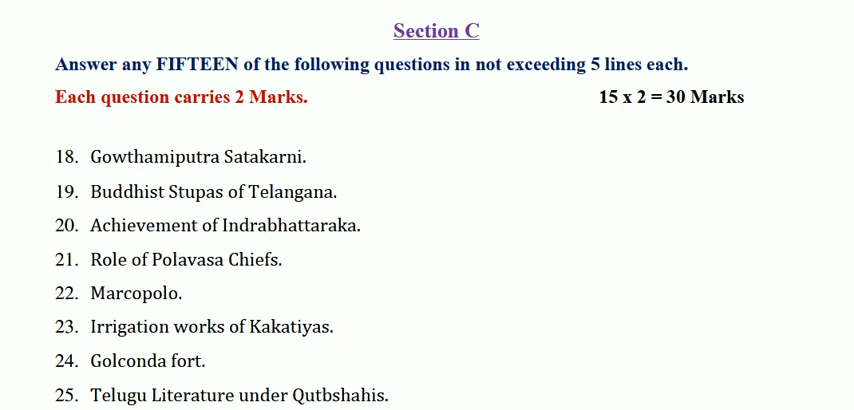 Section C
Answer any FIFTEEN of the following questions in not exceeding 5 lines each.
Each question carries 2 Marks. 15 x 2 = 30 Marks
18. Gowthamiputra Satakarni.
19. Buddhist Stupas of Telangana.
20. Achievement of Indrabhattaraka.
21. Role of Polavasa Chiefs.
22. Marcopolo.
23. Irrigation works of Kakatiyas.
24. Golconda fort.
25. Telugu Literature under Qutbshahis.